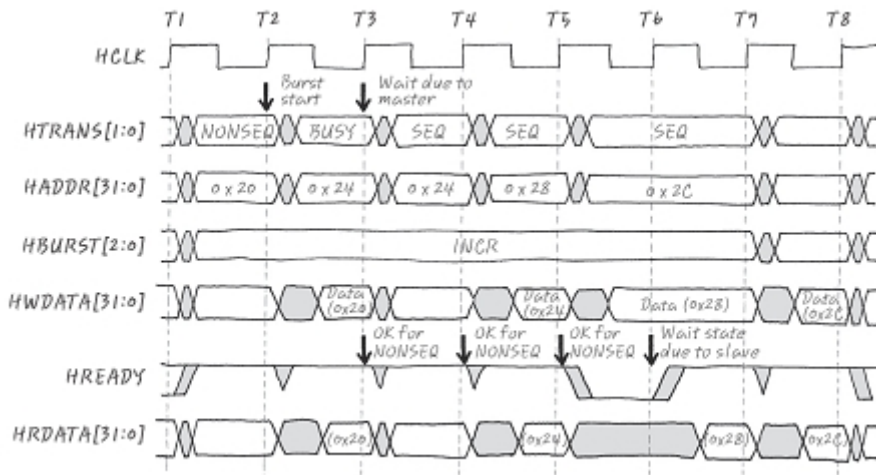 T1 T2 T3 T4 T5 T6 T7 T8
HCLK
Burst start
Wait due to master
HTRANS[1:0] NONSEQ BUSY SEQ SEQ SEQ
HADDR[31:0] 0x20 0x24 0x24 0x28 0x2C
HBURST[2:0] INCR
HWDATA[31:0] Data (0x20) Data (0x24 Data (0x28) Data (0x2C
OK for NONSEQ
OK for NONSEQ
OK for NONSEQ
Wait state due to slave
HREADY
HRDATA[31:0] (0x20) (0x24) (0x28) (0x2C)